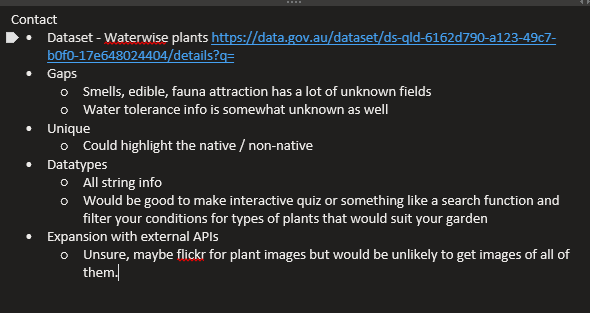 Contact
• Dataset - Waterwise plants https://data.gov.au/dataset/ds-qld-6162d790-a123-49c7-
b0f0-17e648024404/details?q=
• Gaps
o Smells, edible, fauna attraction has a lot of unknown fields
o Water tolerance info is somewhat unknown as well
• Unique
o Could highlight the native / non-native
• Datatypes
o All string info
o Would be good to make interactive quiz or something like a search function and
filter your conditions for types of plants that would suit your garden
• Expansion with external APIs
o Unsure, maybe flickr for plant images but would be unlikely to get images of all of
them.